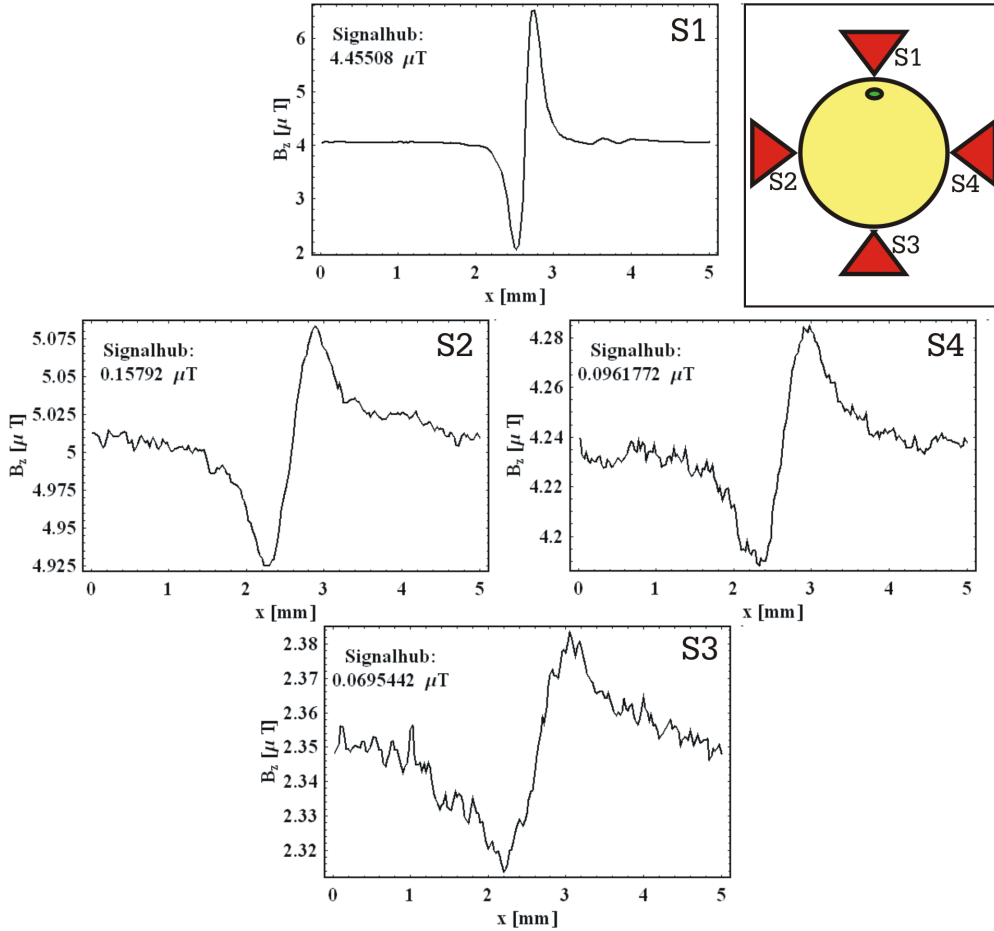 S1
Signalhub:
4.45508 μT
B_z [μ T]
6
5
4
3
2
0 1 2 3 4 5
x [mm]
S1
S2
S4
S3
S2
Signalhub:
0.15792 μT
B_z [μ T]
5.075
5.05
5.025
5
4.975
4.95
4.925
0 1 2 3 4 5
x [mm]
S4
Signalhub:
0.0961772 μT
B_z [μ T]
4.28
4.26
4.24
4.22
4.2
0 1 2 3 4 5
x [mm]
S3
Signalhub:
0.0695442 μT
B_z [μ T]
2.38
2.37
2.36
2.35
2.34
2.33
2.32
0 1 2 3 4 5
x [mm]